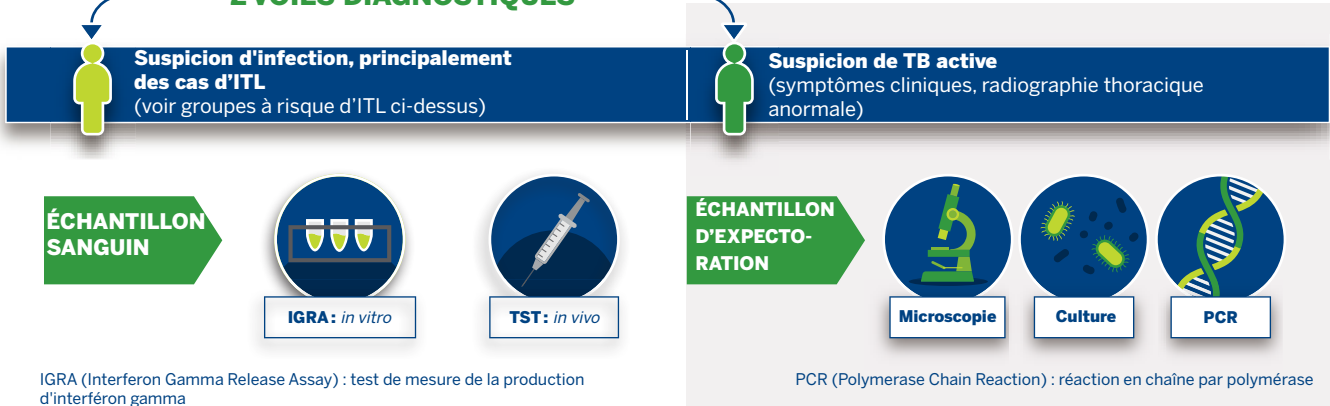 2 VOIES DIAGNOSTIQUES
Suspicion d'infection, principalement
des cas d'ITL
(voir groupes à risque d'ITL ci-dessus)
Suspicion de TB active
(symptômes cliniques, radiographie thoracique
anormale)
ÉCHANTILLON
SANGUIN
IGRA : in vitro
TST : in vivo
ÉCHANTILLON
D'EXPECTO-
RATION
Microscopie
Culture
PCR
IGRA (Interferon Gamma Release Assay) : test de mesure de la production
d'interféron gamma
PCR (Polymerase Chain Reaction) : réaction en chaîne par polymérase